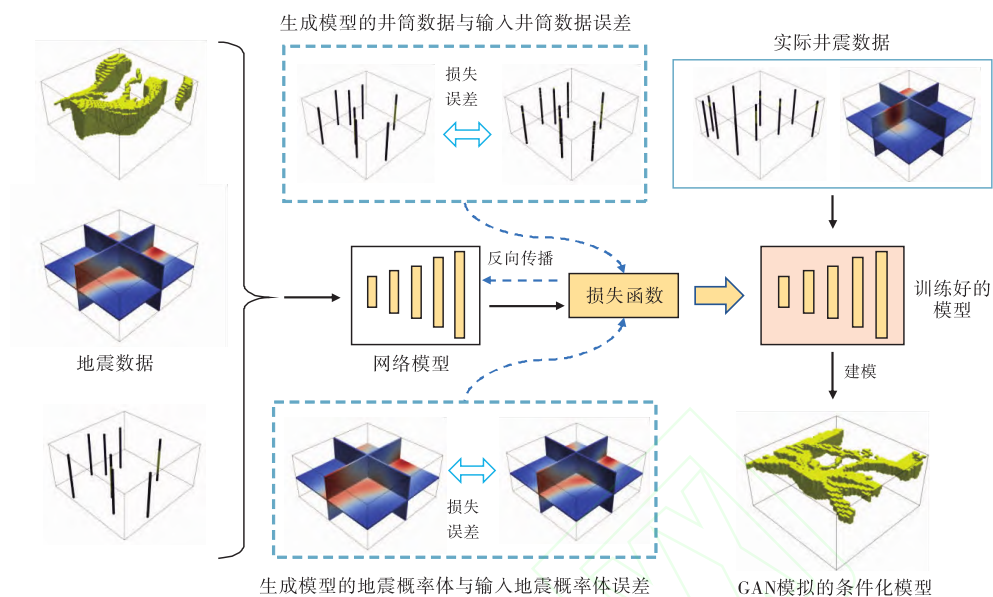 生成模型的井筒数据与输入井筒数据误差
实际井震数据
损失
误差
反向传播
损失函数
训练好的
模型
地震数据
网络模型
建模
损失
误差
生成模型的地震概率体与输入地震概率体误差
GAN模拟的条件化模型